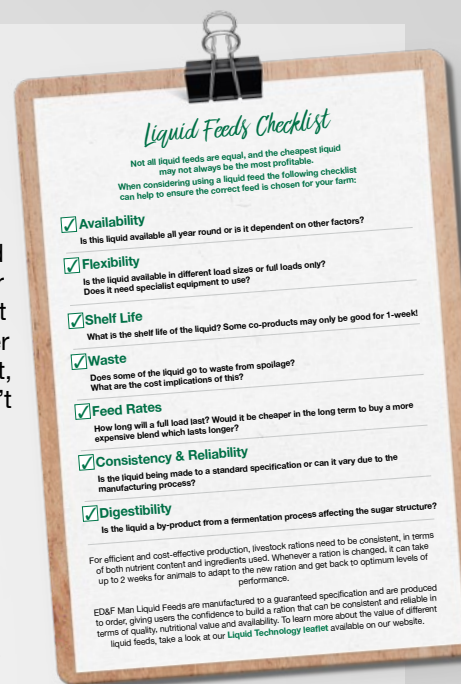 Liquid Feeds Checklist
Not all liquid feeds are equal, and the cheapest liquid
may not always be the most profitable.
When considering using a liquid feed the following checklist
can help to ensure the correct feed is chosen for your farm:
Availability
Is this liquid available all year round or is it dependent on other factors?
Flexibility
Is the liquid available in different load sizes or full loads only?
Does it need specialist equipment to use?
Shelf Life
What is the shelf life of the liquid? Some co-products may only be good for 1-week!
Waste
Does some of the liquid go to waste from spoilage?
What are the cost implications of this?
Feed Rates
How long will a full load last? Would it be cheaper in the long term to buy a more
expensive blend which lasts longer?
Consistency & Reliability
Is the liquid being made to a standard specification or can it vary due to the
manufacturing process?
Digestibility
Is the liquid a by-product from a fermentation process affecting the sugar structure?
For efficient and cost-effective production, livestock rations need to be consistent, in terms
of both nutrient content and ingredients used. Whenever a ration is changed, it can take
up to 2 weeks for animals to adapt to the new ration and get back to optimum levels of
performance.
ED&F Man Liquid Feeds are manufactured to a guaranteed specification and are produced
to order, giving users the confidence to build a ration that can be consistent and reliable in
terms of quality, nutritional value and availability. To learn more about the value of different
liquid feeds, take a look at our Liquid Technology leaflet available on our website.